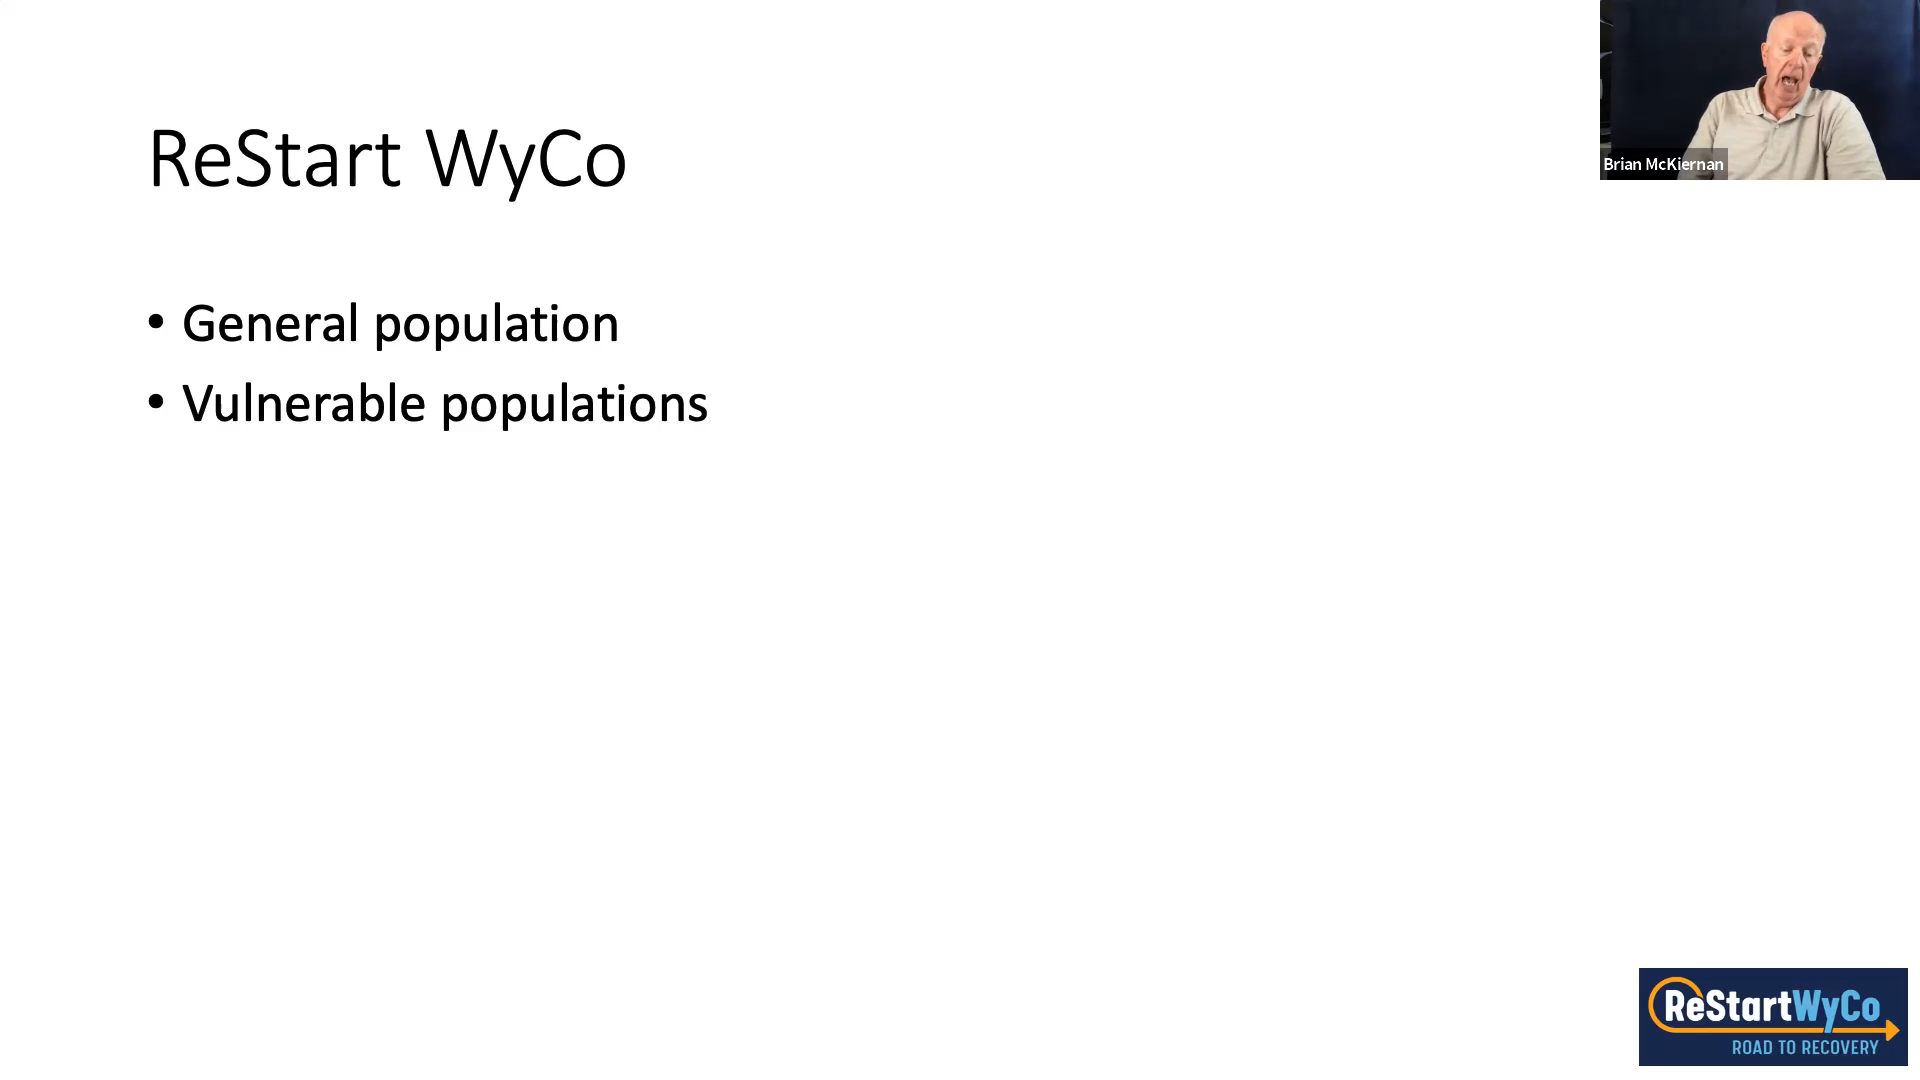 ReStart WyCo
• General population
• Vulnerable populations
Brian McKiernan
ReStartWyCo
ROAD TO RECOVERY